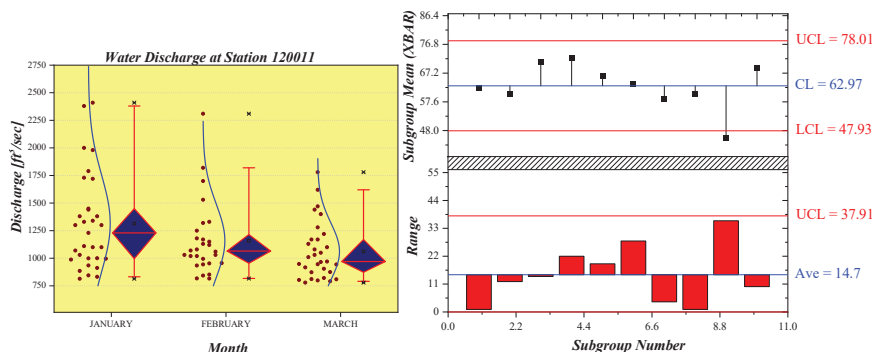 Water Discharge at Station 120011
Discharge [ft³/sec]
2750
2500
2250
2000
1750
1500
1250
1000
750
JANUARY
FEBRUARY
MARCH
Month
Subgroup Mean (XBAR)
86.4
76.8
67.2
57.6
48.0
UCL = 78.01
CL = 62.97
LCL = 47.93
Range
55
44
33
22
11
0
UCL = 37.91
Ave = 14.7
0.0
2.2
4.4
6.6
8.8
11.0
Subgroup Number